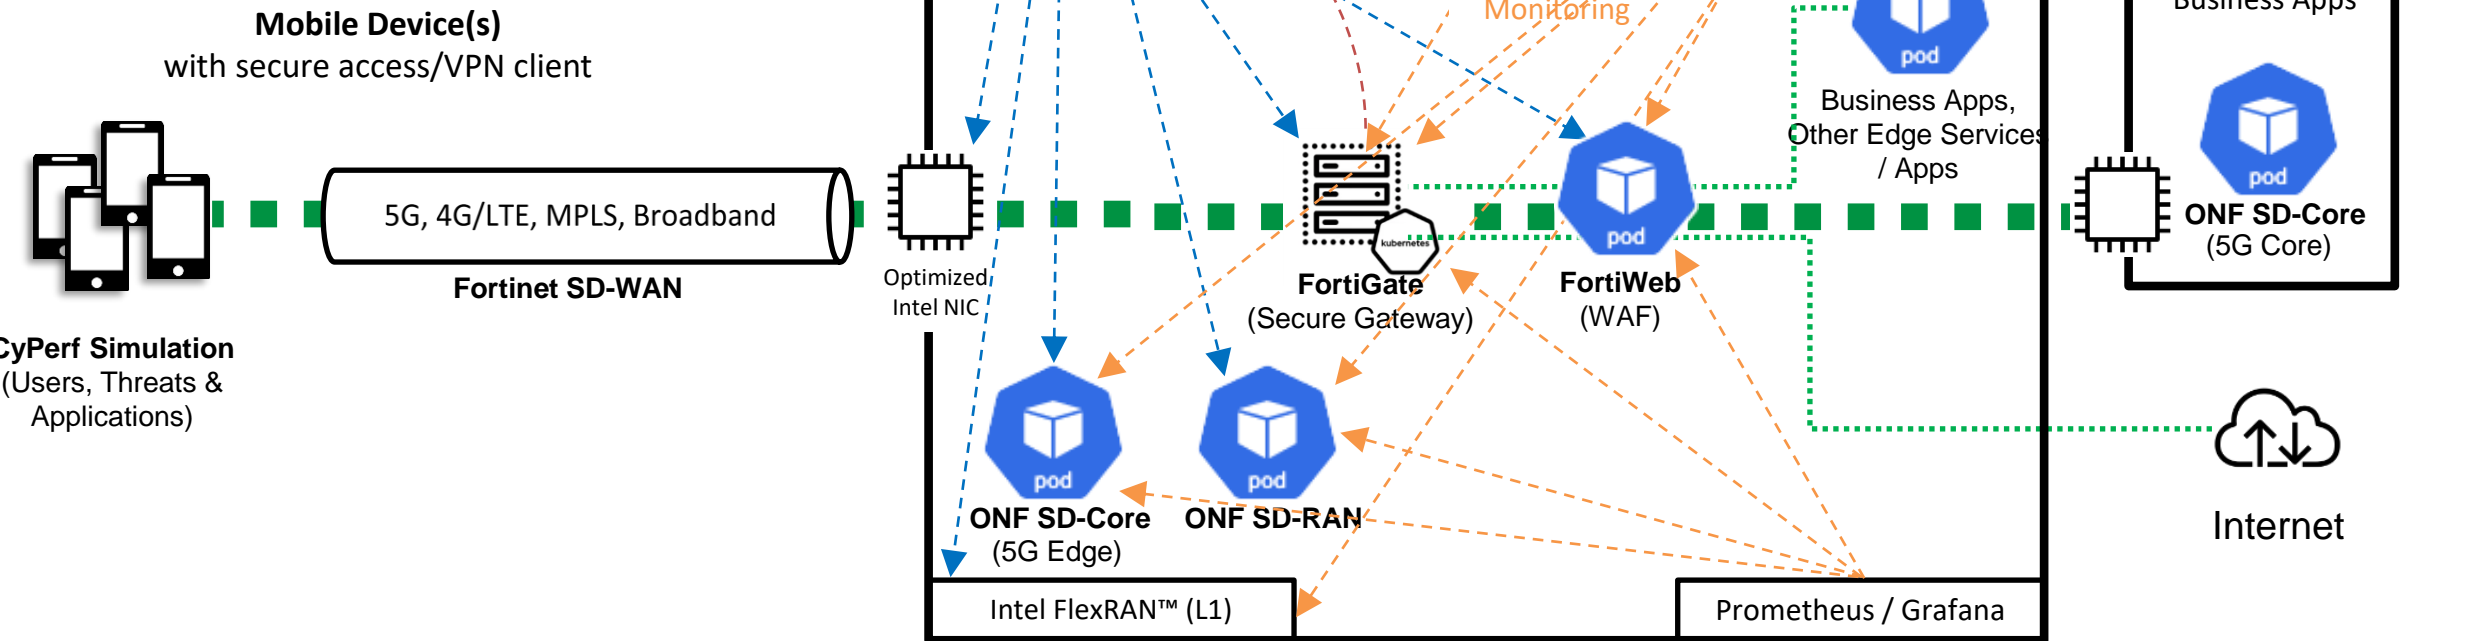 Mobile Device(s)
with secure access/VPN client
Monitoring
pod
Business Apps
Business Apps,
Other Edge Services
/ Apps
pod
ONF SD-Core
(5G Core)
5G, 4G/LTE, MPLS, Broadband
Fortinet SD-WAN
Optimized
Intel NIC
kubernetes
FortiGate
(Secure Gateway)
pod
FortiWeb
(WAF)
CyPerf Simulation
(Users, Threats &
Applications)
pod
ONF SD-Core
(5G Edge)
pod
ONF SD-RAN
Internet
Intel FlexRAN™ (L1)
Prometheus / Grafana